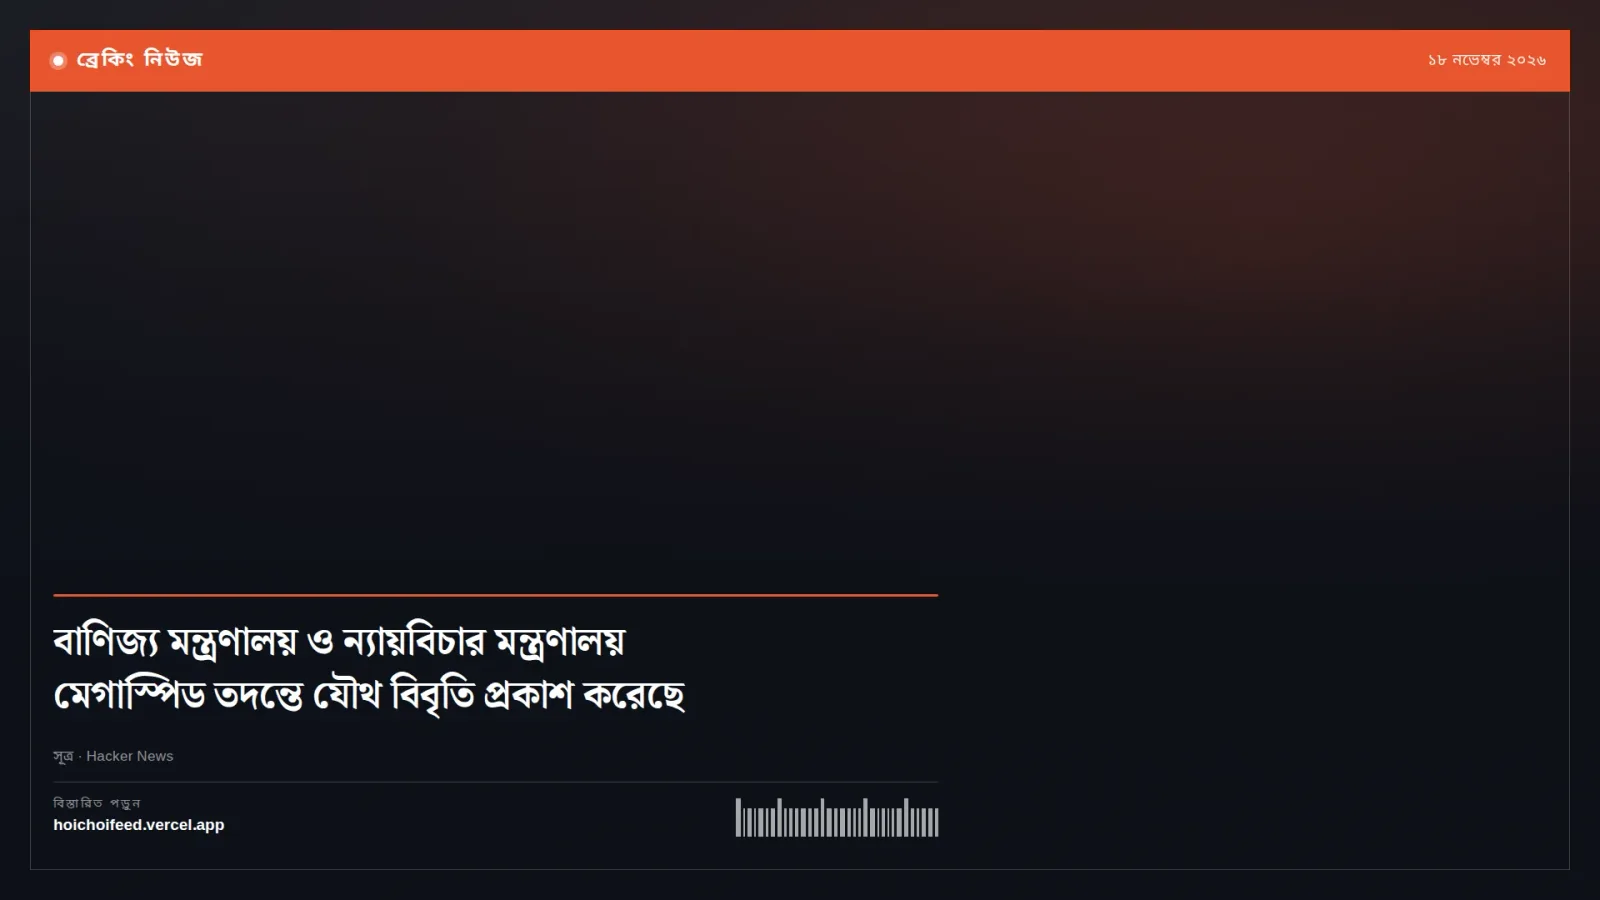 ব্রেকিং নিউজ
১৮ নভেম্বর ২০২৬
বাণিজ্য মন্ত্রণালয় ও ন্যায়বিচার মন্ত্রণালয়
মেগাস্পিড তদন্তে যৌথ বিবৃতি প্রকাশ করেছে
সূত্র · Hacker News
বিস্তারিত পড়ুন
hoichoifeed.vercel.app